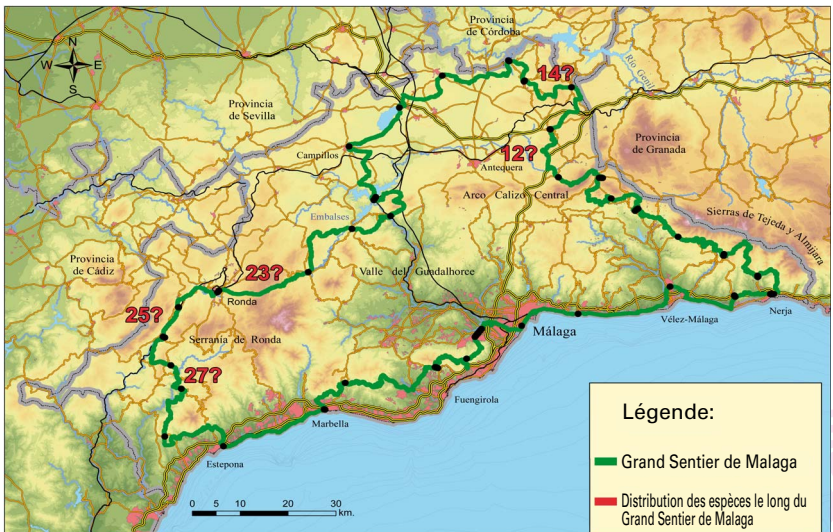 Provincia
de Córdoba
N
W E
S
14?
Río Genil
Provincia
de Sevilla
Provincia
de Granada
Campillos
12?
Antequera
Arco Calizo Central
Embalses
Sierras de Tejeda y Almijara
Provincia
de Cádiz
23?
Valle del Guadalhorce
Ronda
25?
Málaga
Vélez-Málaga
Nerja
Serranía de Ronda
27?
Fuengirola
Marbella
Estepona
0 5 10 20 30
km.
Légende:
Grand Sentier de Malaga
Distribution des espèces le long du
Grand Sentier de Malaga